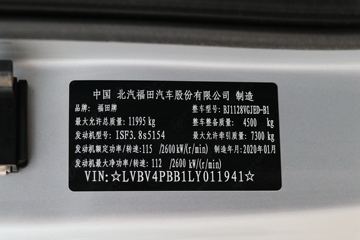 中国 北汽福田汽车股份有限公司 制造
品牌: 福田牌 整车型号: BJ1128VGJED-B1
最大允许总质量: 11995 kg 整车整备质量: 4500 kg
发动机型号: ISF3.8s5154 最大允许牵引质量: 7300 kg
发动机额定功率: 115 /2600 kW/(r/min) 制造年月: 2020年01月
发动机最大净功率: 112 /2600 kW/(r/min)
VIN: ☆LVBV4PBB1LY011941☆